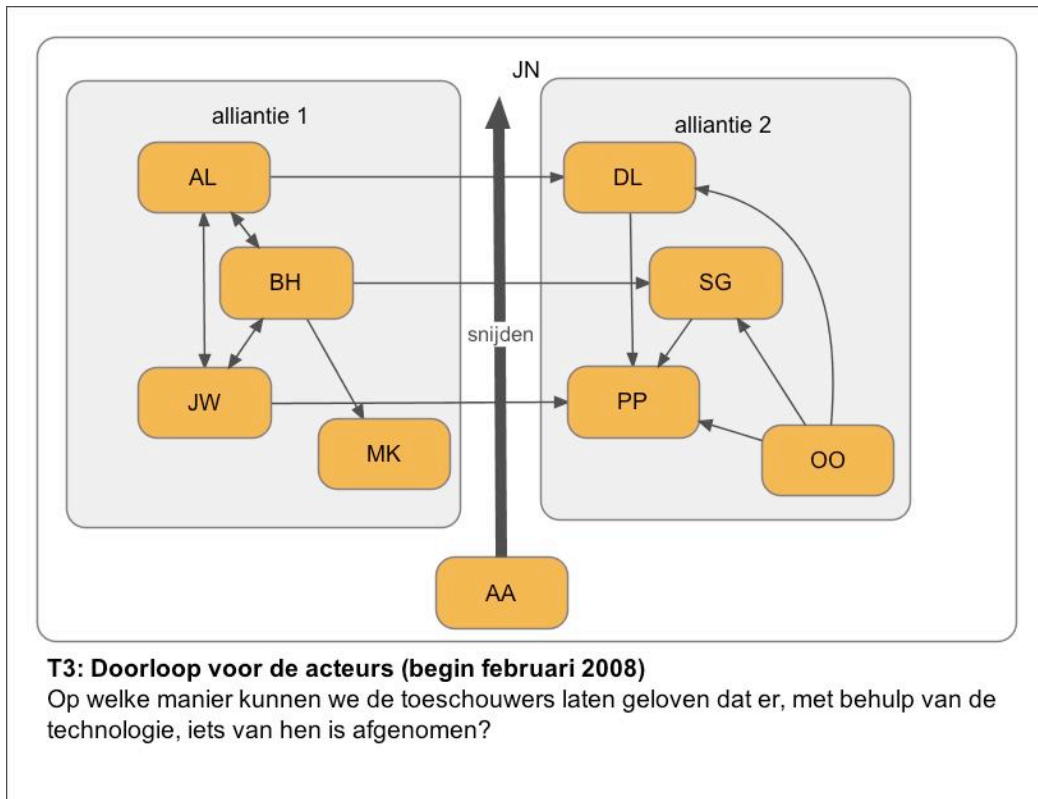 JN
alliantie 1
alliantie 2
AL
DL
BH
SG
snijden
JW
PP
MK
OO
AA
T3: Doorloop voor de acteurs (begin februari 2008)
Op welke manier kunnen we de toeschouwers laten geloven dat er, met behulp van de
technologie, iets van hen is afgenomen?